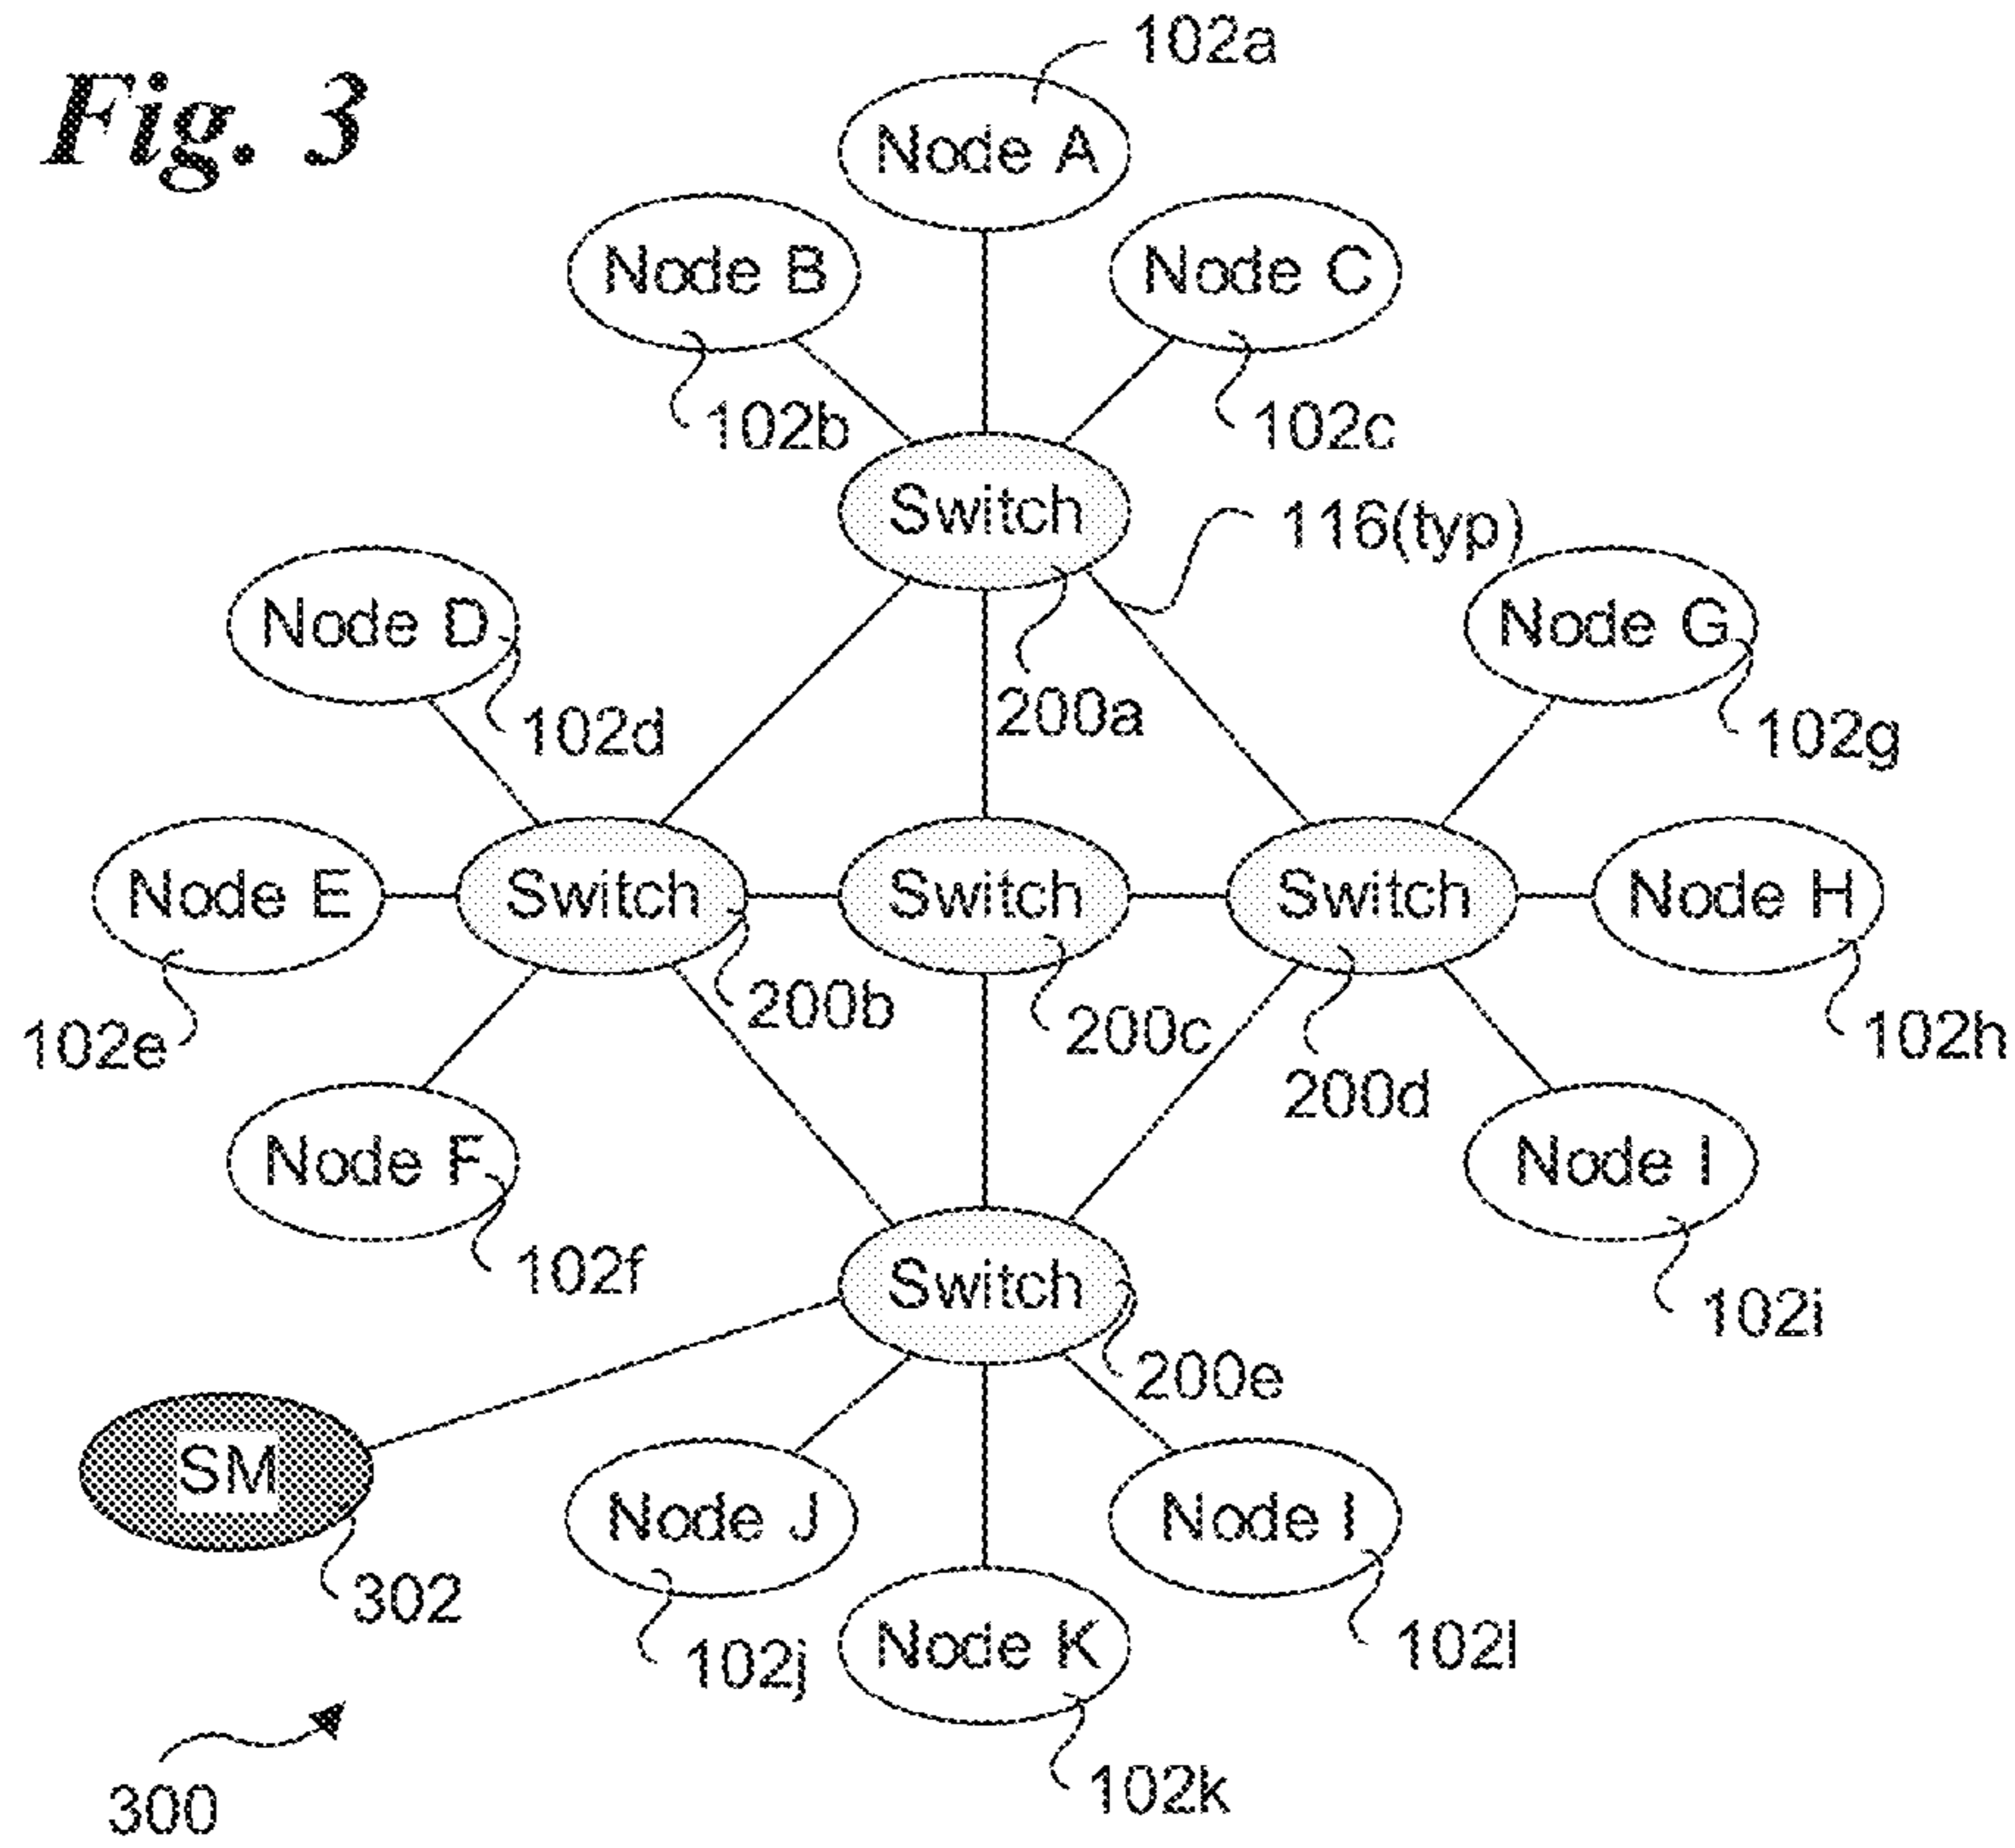 Fig. 3
102a
Node A
Node B
Node C
102b
102c
Switch
116(typ)
Node D
Node G
200a
102d
102g
Node E
Switch
Switch
Switch
Node H
200b
200c
102e
102h
200d
Node F
Node I
102f
Switch
102i
200e
SM
Node J
Node I
302
102j
Node K
102l
300
102k